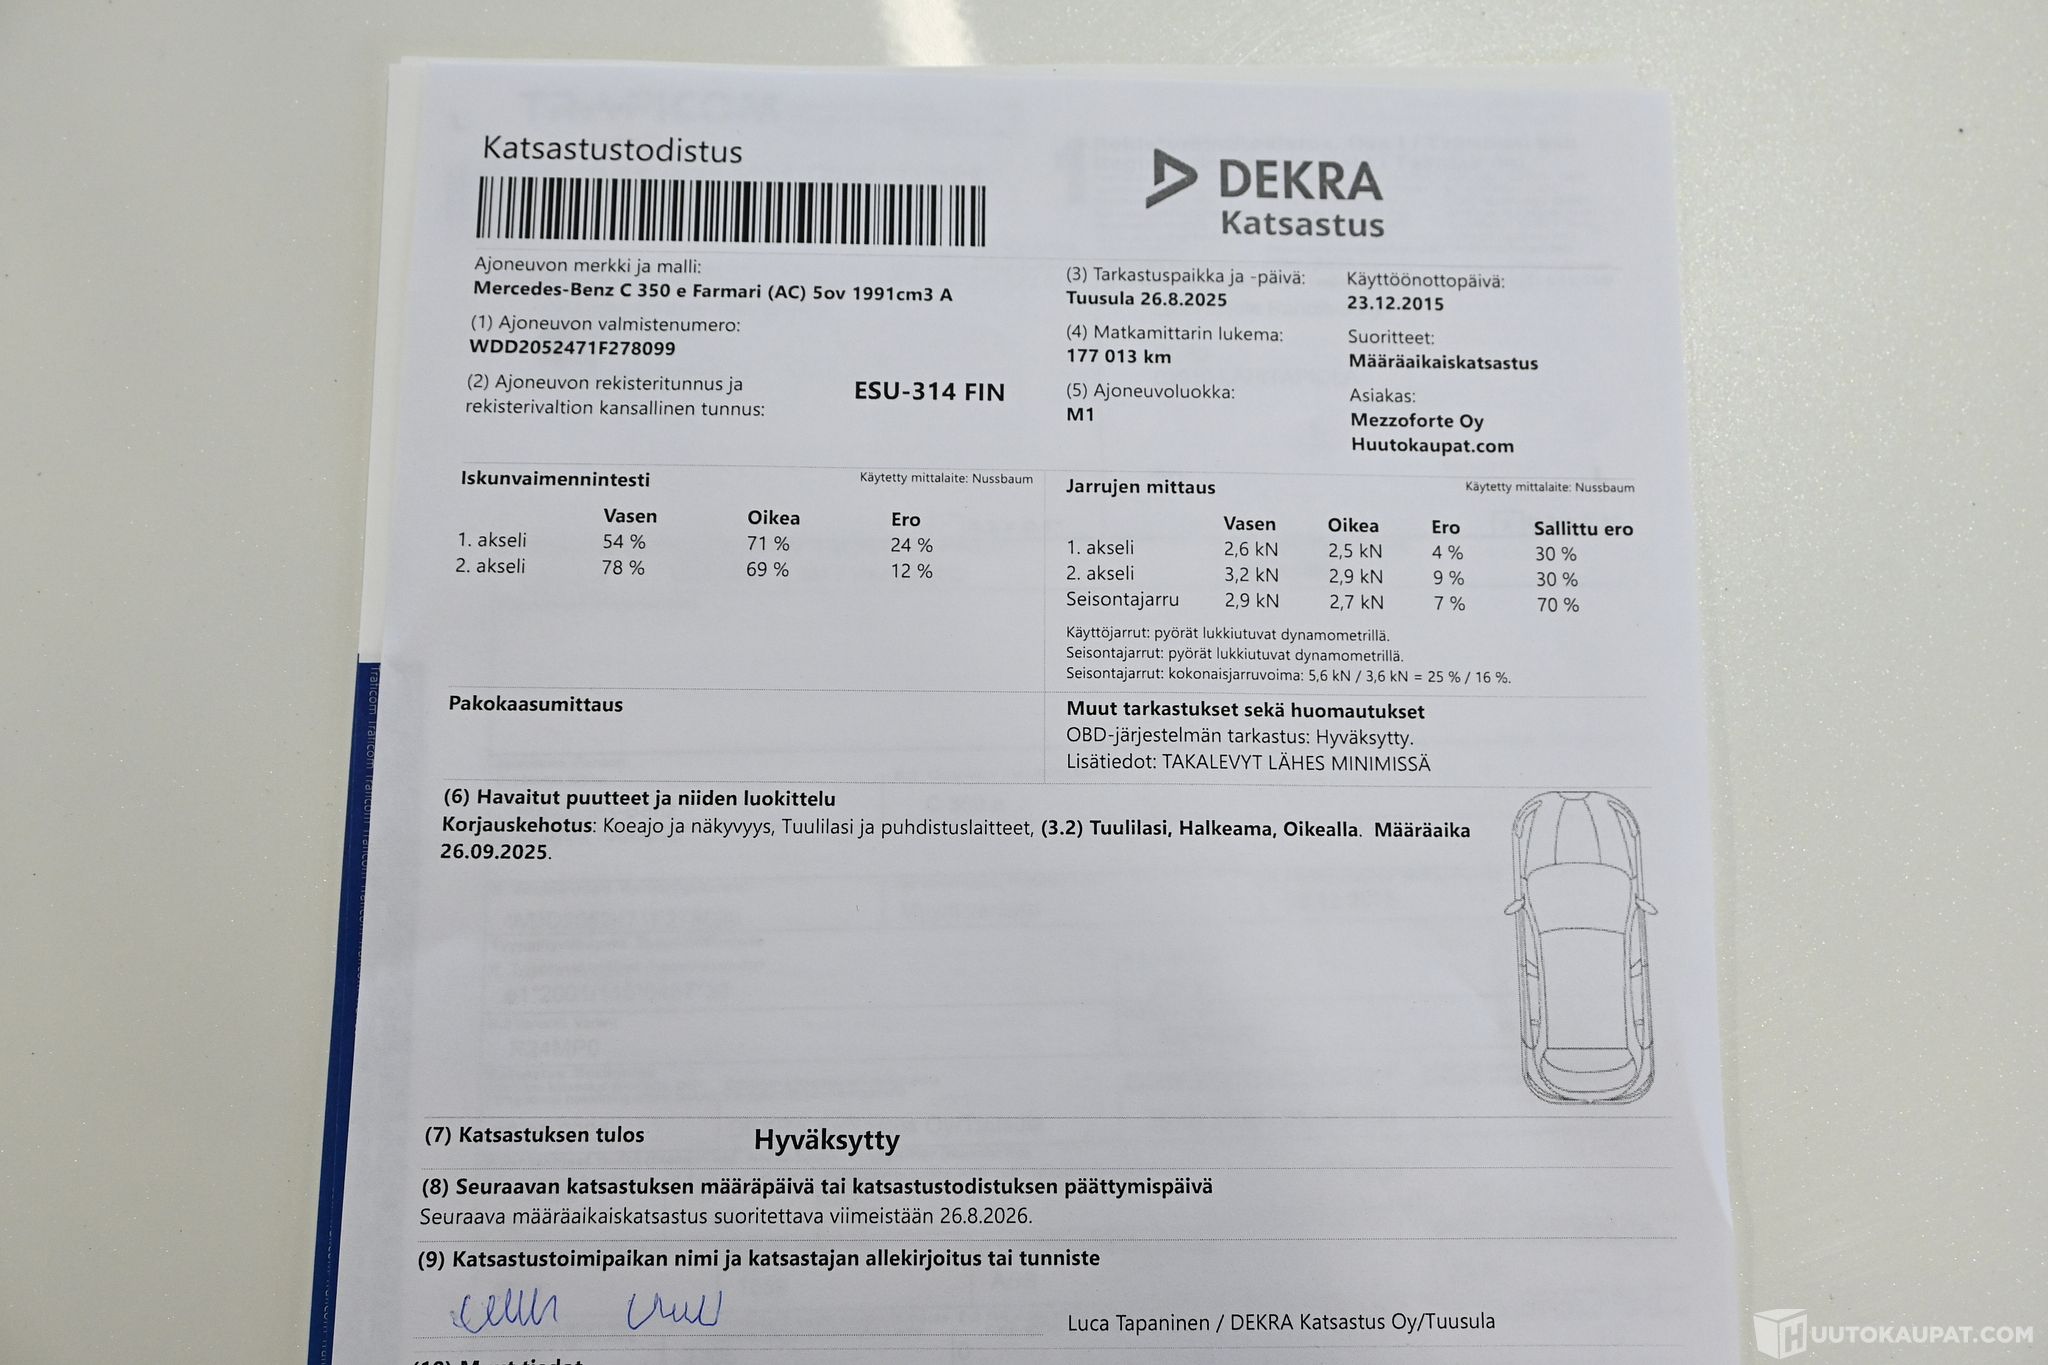 Katsastustodistus
DEKRA
Katsastus
Ajoneuvon merkki ja malli:
Mercedes-Benz C 350 e Farmari (AC) 5ov 1991cm3 A
(1) Ajoneuvon valmistenumero:
WDD2052471F278099
(2) Ajoneuvon rekisteritunnus ja
rekisterivaltion kansallinen tunnus:
ESU-314 FIN
(3) Tarkastuspaikka ja -päivä:
Tuusula 26.8.2025
(4) Matkamittarin lukema:
177 013 km
(5) Ajoneuvoluokka:
M1
Käyttöönottopäivä:
23.12.2015
Suoritteet:
Määräaikaiskatsastus
Asiakas:
Mezzoforte Oy
Huutokaupat.com
Iskunvaimennintesti Käytetty mittalaite: Nussbaum
Vasen Oikea Ero
1. akseli 54 % 71 % 24 %
2. akseli 78 % 69 % 12 %
Jarrujen mittaus Käytetty mittalaite: Nussbaum
Vasen Oikea Ero Sallittu ero
1. akseli 2,6 kN 2,5 kN 4 % 30 %
2. akseli 3,2 kN 2,9 kN 9 % 30 %
Seisontajarru 2,9 kN 2,7 kN 7 % 70 %
Käyttöjarrut: pyörät lukkiutuvat dynamometrillä.
Seisontajarrut: pyörät lukkiutuvat dynamometrillä.
Seisontajarrut: kokonaisjarruvoima: 5,6 kN / 3,6 kN = 25 % / 16 %.
Pakokaasumittaus
Muut tarkastukset sekä huomautukset
OBD-järjestelmän tarkastus: Hyväksytty.
Lisätiedot: TAKALEVYT LÄHES MINIMISSÄ
(6) Havaitut puutteet ja niiden luokittelu
Korjauskehotus: Koeajo ja näkyvyys, Tuulilasi ja puhdistuslaitteet, (3.2) Tuulilasi, Halkeama, Oikealla. Määräaika
26.09.2025.
(7) Katsastuksen tulos Hyväksytty
(8) Seuraavan katsastuksen määräpäivä tai katsastustodistuksen päättymispäivä
Seuraava määräaikaiskatsastus suoritettava viimeistään 26.8.2026.
(9) Katsastustoimipaikan nimi ja katsastajan allekirjoitus tai tunniste
Luca Tapaninen / DEKRA Katsastus Oy/Tuusula
(10) Muut tiedot
HUUTOKAUPAT.COM